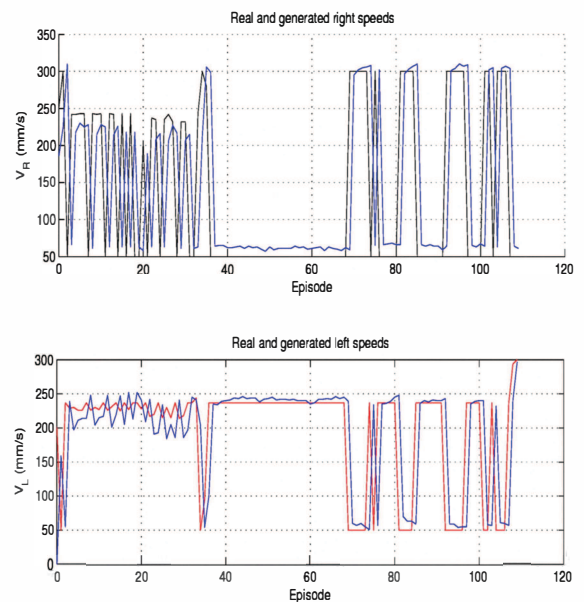 Real and generated right speeds
350
300
250
200
150
100
50
V_R (mm/s)
0 20 40 60 80 100 120
Episode
Real and generated left speeds
300
350
250
200
150
100
50
0
V_L (mm/s)
0 20 40 60 80 100 120
Episode